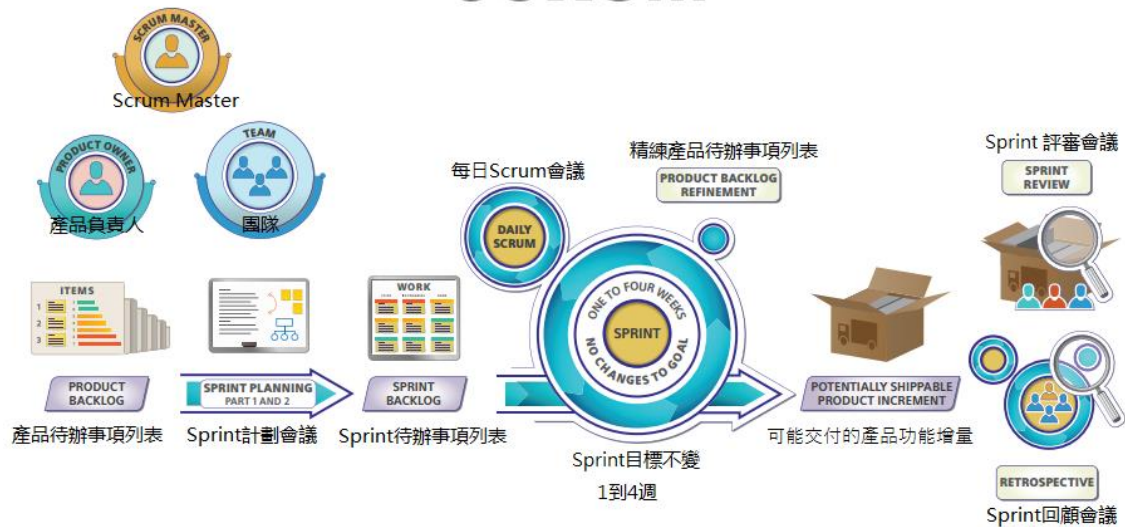 SCRUM MASTER
Scrum Master
PRODUCT OWNER
產品負責人
TEAM
團隊
每日Scrum會議
DAILY
SCRUM
精練產品待辦事項列表
PRODUCT BACKLOG
REFINEMENT
Sprint 評審會議
SPRINT
REVIEW
ITEMS
1
2
3
WORK
ONE TO FOUR WEEKS
SPRINT
NO CHANGES TO GOAL
PRODUCT
BACKLOG
產品待辦事項列表
SPRINT PLANNING
PART 1 AND 2
Sprint計劃會議
SPRINT
BACKLOG
Sprint待辦事項列表
Sprint目標不變
1到4週
POTENTIALLY SHIPPABLE
PRODUCT INCREMENT
可能交付的產品功能增量
RETROSPECTIVE
Sprint回顧會議